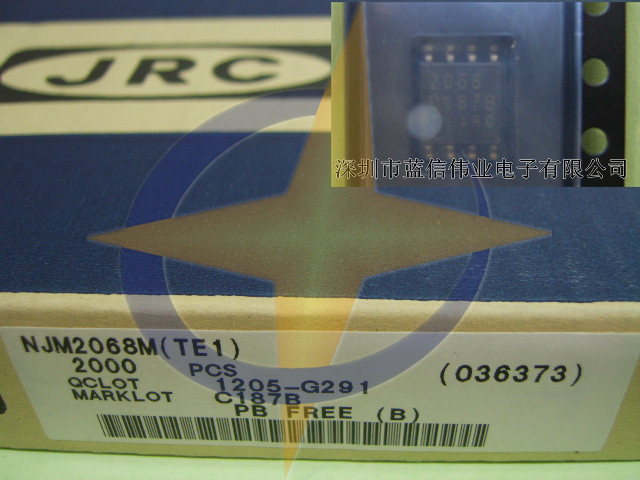 JRC
2068
C187B
深圳市蓝信伟业电子有限公司
NJM2068M(TE1)
2000 PCS
QCLOT 1205-G291
MARKLOT C187B
PB FREE (B)
(036373)